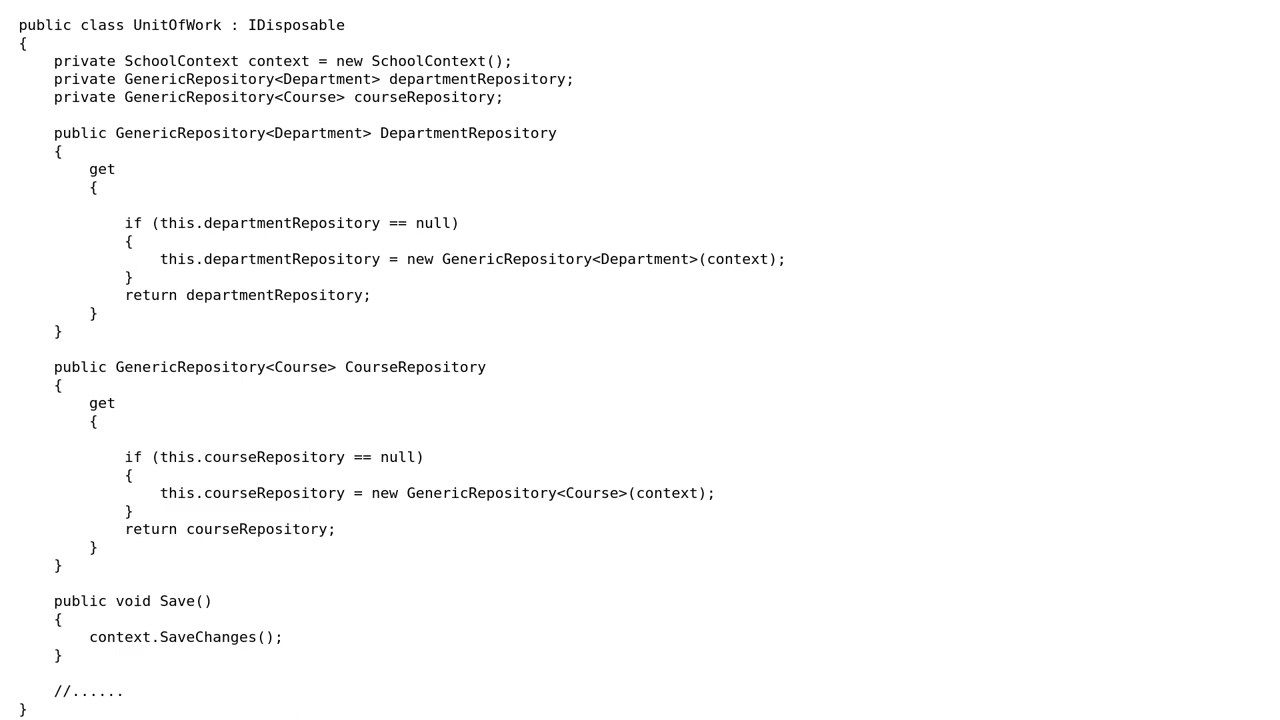 public class UnitOfWork : IDisposable
{
    private SchoolContext context = new SchoolContext();
    private GenericRepository<Department> departmentRepository;
    private GenericRepository<Course> courseRepository;

    public GenericRepository<Department> DepartmentRepository
    {
        get
        {

            if (this.departmentRepository == null)
            {
                this.departmentRepository = new GenericRepository<Department>(context);
            }
            return departmentRepository;
        }
    }

    public GenericRepository<Course> CourseRepository
    {
        get
        {

            if (this.courseRepository == null)
            {
                this.courseRepository = new GenericRepository<Course>(context);
            }
            return courseRepository;
        }
    }

    public void Save()
    {
        context.SaveChanges();
    }

    //......
}